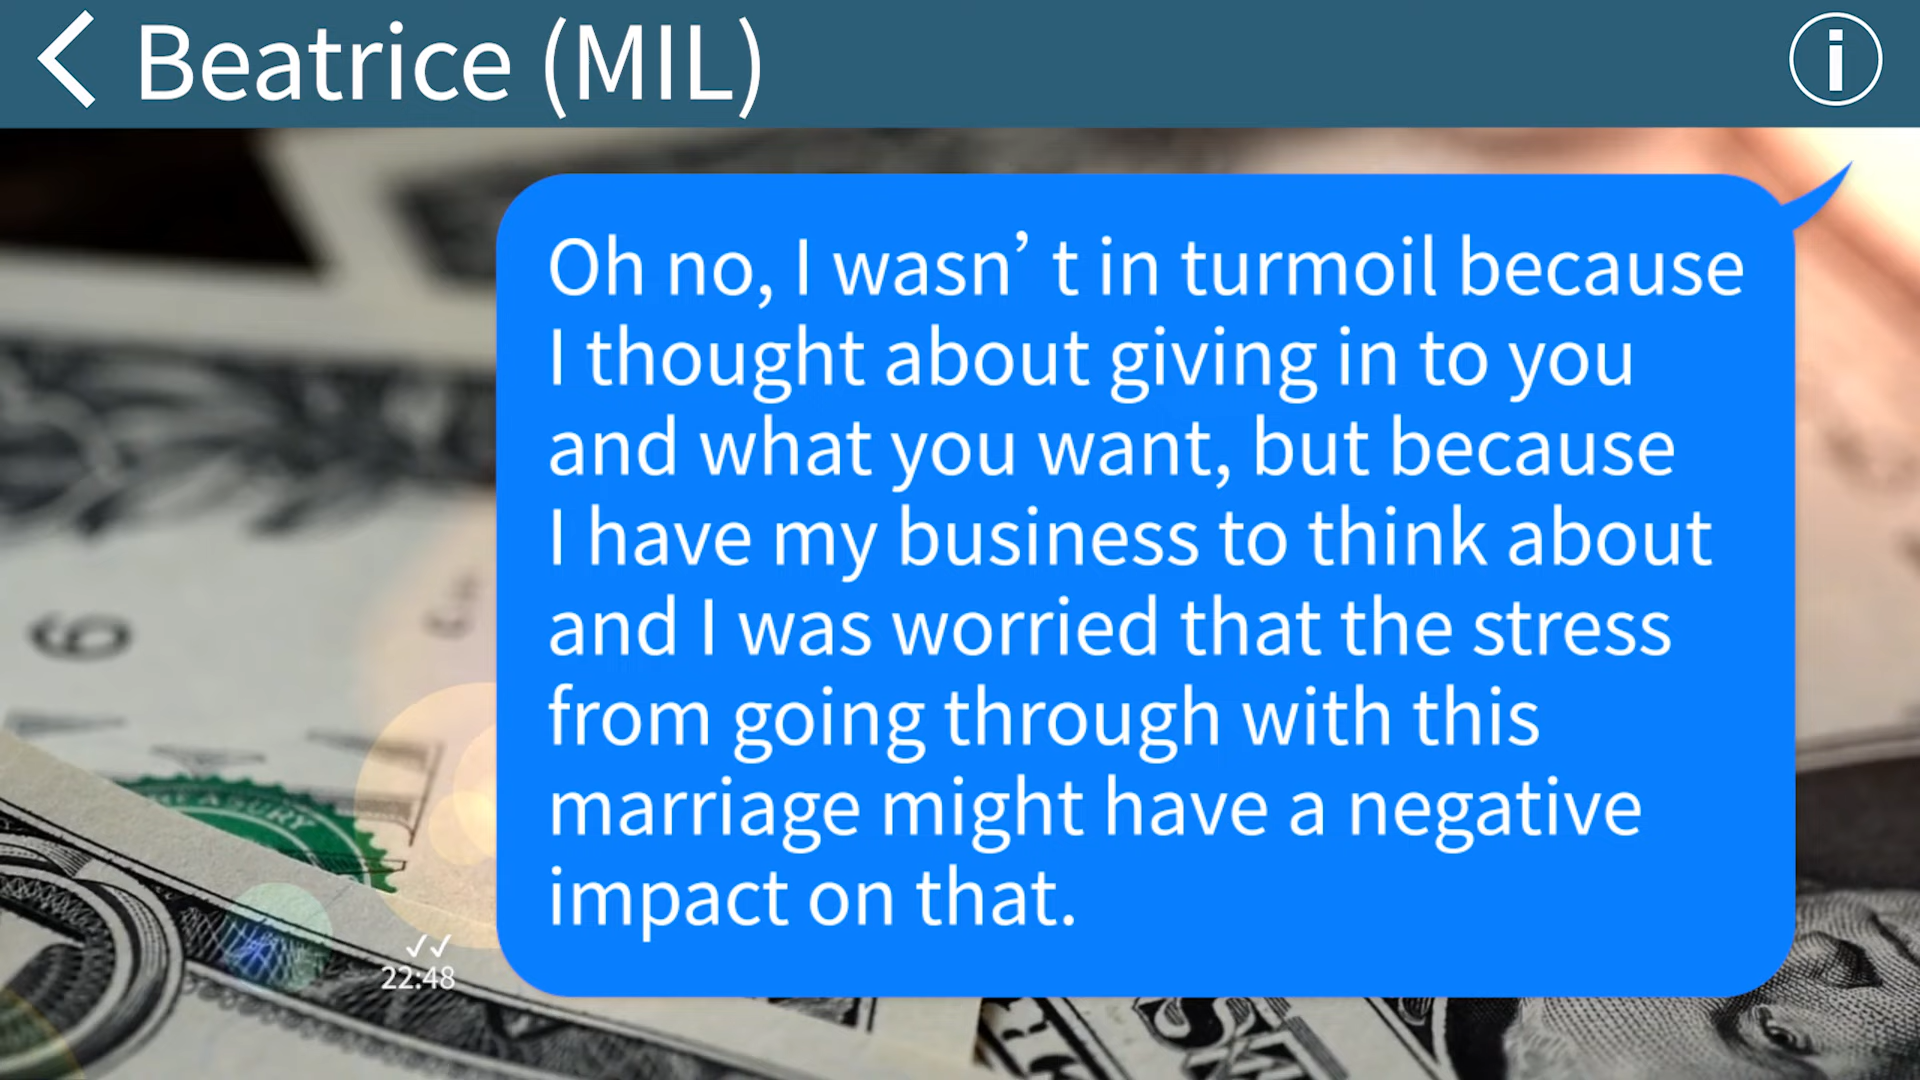 Beatrice (MIL)
Oh no, I wasn’t in turmoil because
I thought about giving in to you
and what you want, but because
I have my business to think about
and I was worried that the stress
from going through with this
marriage might have a negative
impact on that.
22:48
6